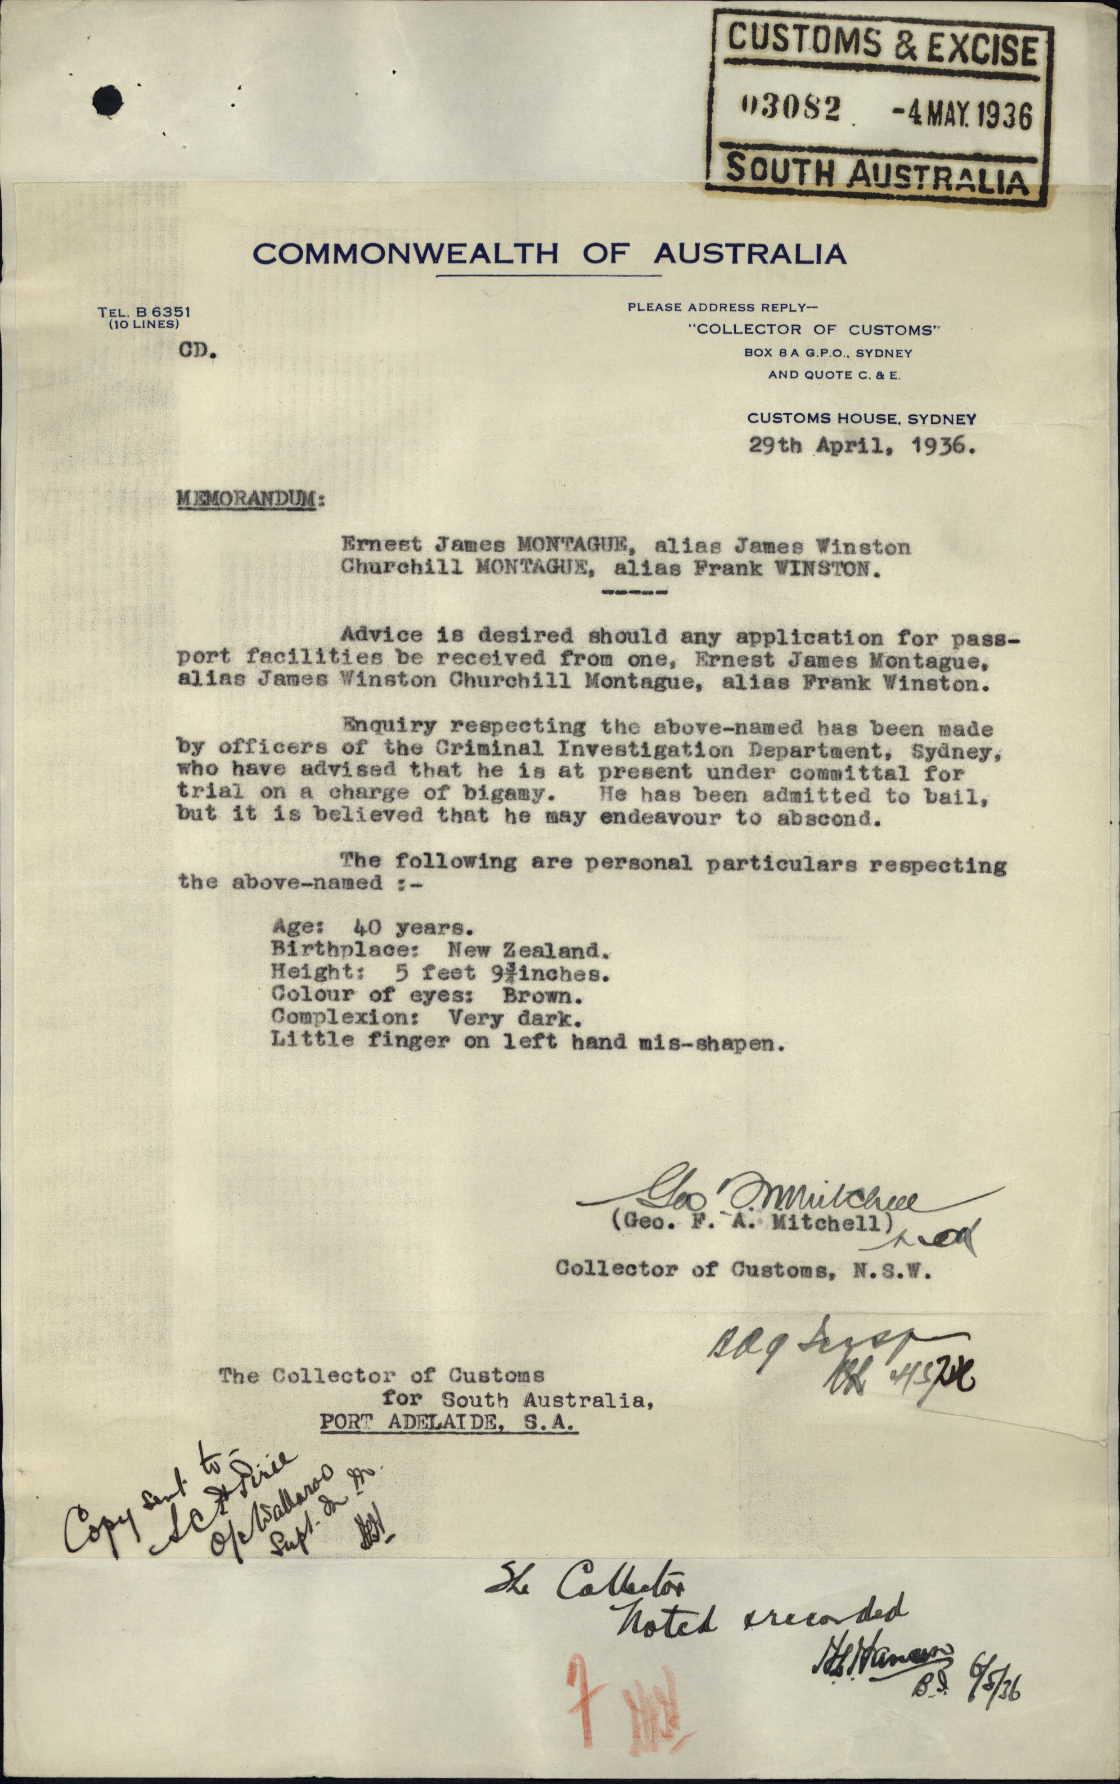 CUSTOMS & EXCISE
03082 -4 MAY. 1936
SOUTH AUSTRALIA
COMMONWEALTH OF AUSTRALIA
TEL. B 6351
(10 LINES)
CD.
PLEASE ADDRESS REPLY—
"COLLECTOR OF CUSTOMS"
BOX 8A G.P.O., SYDNEY
AND QUOTE C. & E.
CUSTOMS HOUSE, SYDNEY
29th April, 1936.
MEMORANDUM:
Ernest James MONTAGUE, alias James Winston
Churchill MONTAGUE, alias Frank WINSTON.
-----
Advice is desired should any application for pass-
port facilities be received from one, Ernest James Montague,
alias James Winston Churchill Montague, alias Frank Winston.
Enquiry respecting the above-named has been made
by officers of the Criminal Investigation Department, Sydney,
who have advised that he is at present under committal for
trial on a charge of bigamy. He has been admitted to bail,
but it is believed that he may endeavour to abscond.
The following are personal particulars respecting
the above-named :-
Age: 40 years.
Birthplace: New Zealand.
Height: 5 feet 9¾inches.
Colour of eyes: Brown.
Complexion: Very dark.
Little finger on left hand mis-shapen.
Geo F A Mitchell
(Geo. F. A. Mitchell)
Collector of Customs, N.S.W.
The Collector of Customs
for South Australia,
PORT ADELAIDE, S.A.
Copy sent to-
S C Pt Pirie
O/c Wallaroo
Supt.
The Collector
Noted & recorded
B.I. 6/5/36